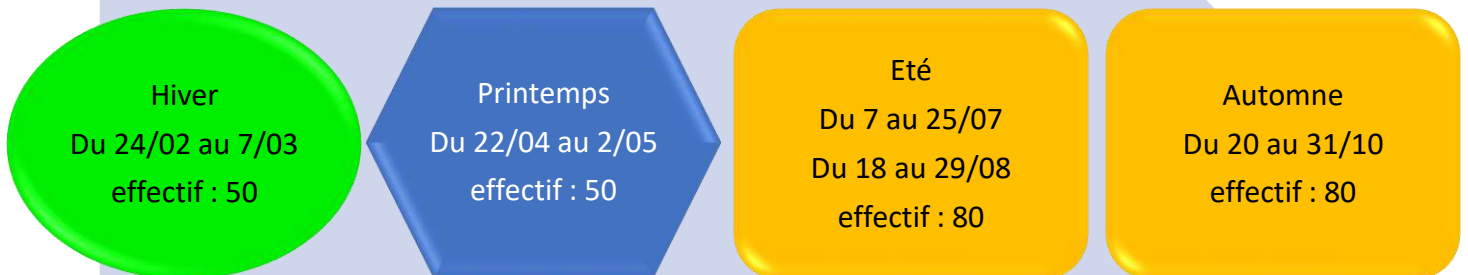 Hiver
Du 24/02 au 7/03
effectif : 50
Printemps
Du 22/04 au 2/05
effectif : 50
Eté
Du 7 au 25/07
Du 18 au 29/08
effectif : 80
Automne
Du 20 au 31/10
effectif : 80